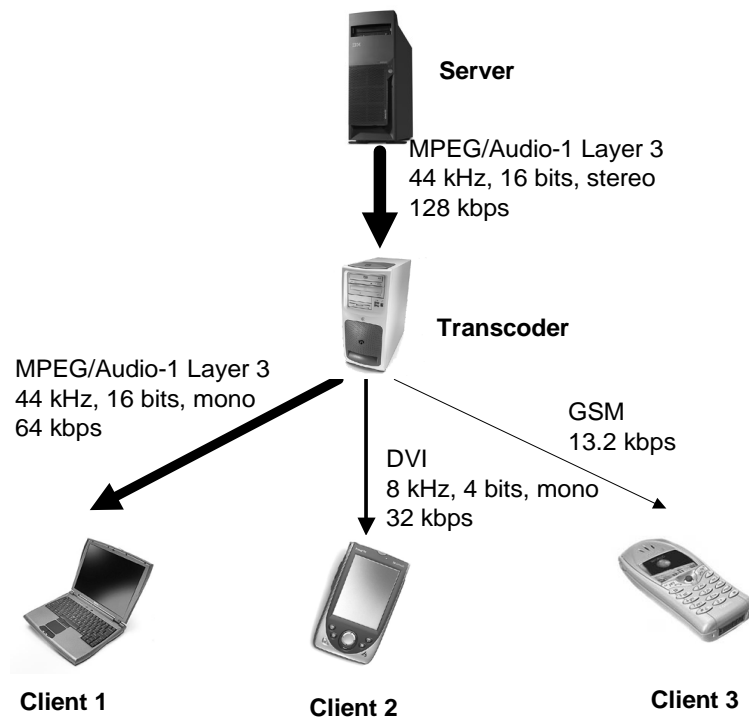 Server
MPEG/Audio-1 Layer 3
44 kHz, 16 bits, stereo
128 kbps
Transcoder
MPEG/Audio-1 Layer 3
44 kHz, 16 bits, mono
64 kbps
DVI
8 kHz, 4 bits, mono
32 kbps
GSM
13.2 kbps
Client 1
Client 2
Client 3